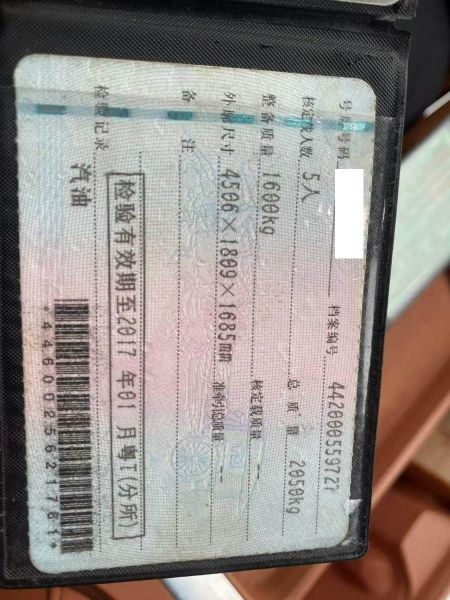 号牌号码 档案编号 442000559727
核定载人数 5人 总质量 2050kg
整备质量 1600kg 核定载质量 --
外廓尺寸 4506×1809×1685mm 准牵引总质量 --
备注
检验有效期至2017 年01 月粤T(分所)
检验记录
汽油
*4460025621761*